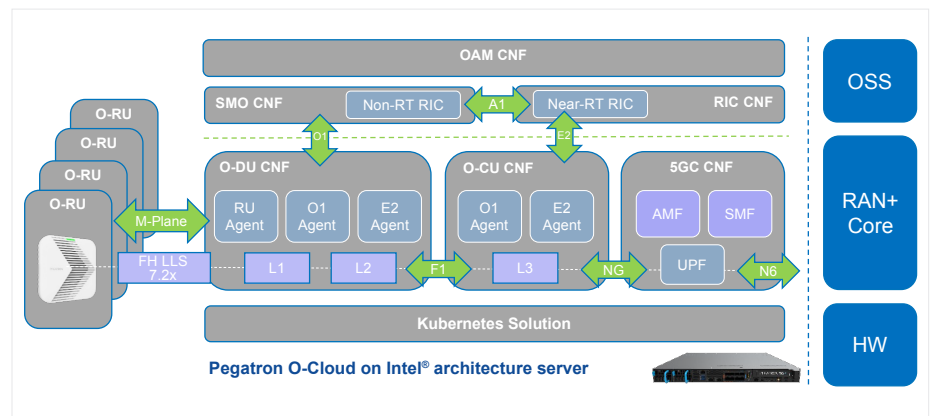 OAM CNF
OSS
SMO CNF
Non-RT RIC
A1
Near-RT RIC
RIC CNF
O-RU
O-RU
O-RU
O-RU
O1
E2
O-DU CNF
O-CU CNF
5GC CNF
RU
Agent
O1
Agent
E2
Agent
O1
Agent
E2
Agent
AMF
SMF
RAN+
Core
M-Plane
FH LLS
7.2x
L1
L2
F1
L3
NG
UPF
N6
Kubernetes Solution
HW
Pegatron O-Cloud on Intel® architecture server